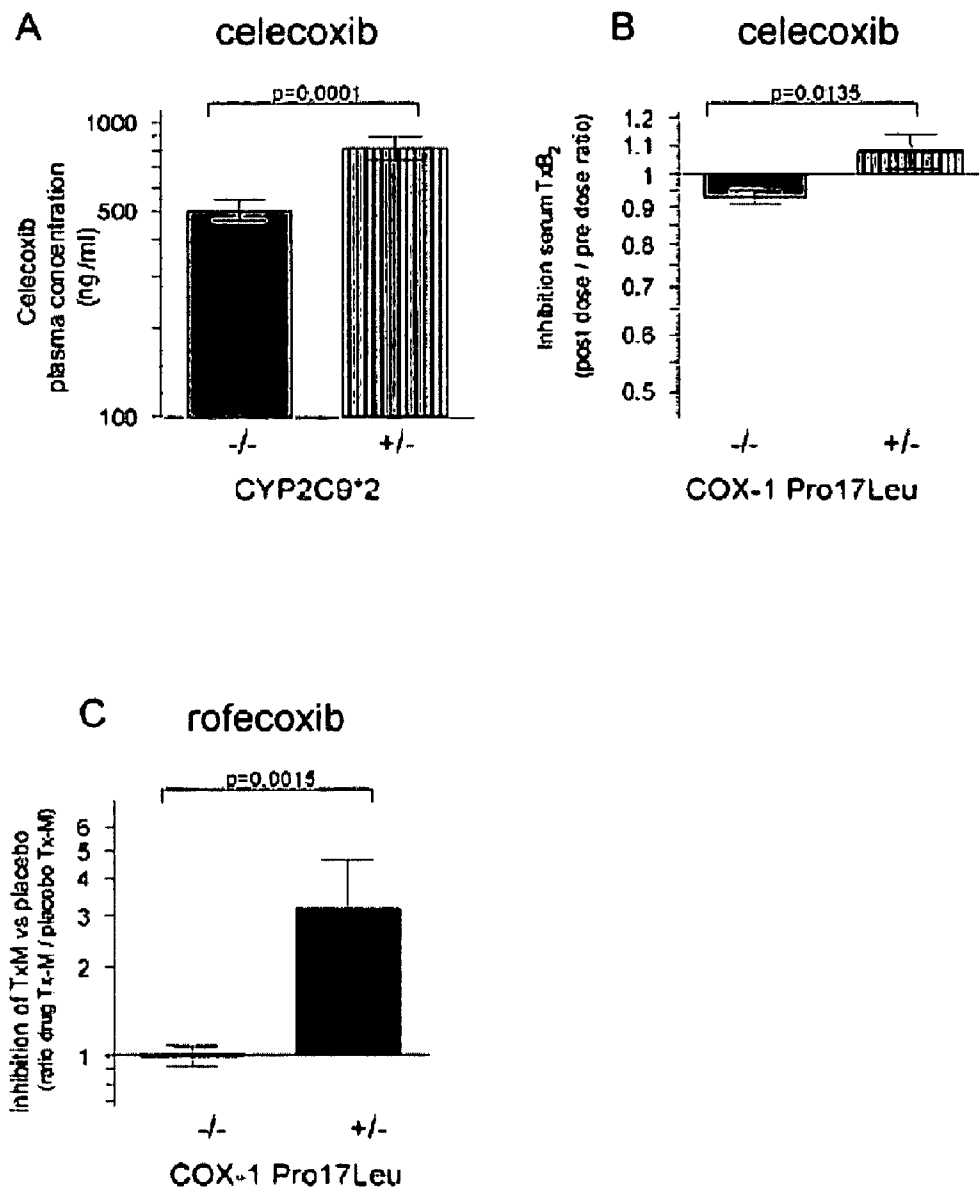 A
celecoxib
p=0.0001
1000
500
100
Celecoxib
plasma concentration
(ng/ml)
-/-
+/-
CYP2C9*2
B
celecoxib
p=0.0135
1.2
1.1
1
0.9
0.8
0.7
0.6
0.5
Inhibition serum TxB2
(post dose / pre dose ratio)
-/-
+/-
COX-1 Pro17Leu
C
rofecoxib
p=0.0015
6
5
4
3
2
1
Inhibition of TxM vs placebo
(ratio drug Tx-M / placebo Tx-M)
-/-
+/-
COX-1 Pro17Leu